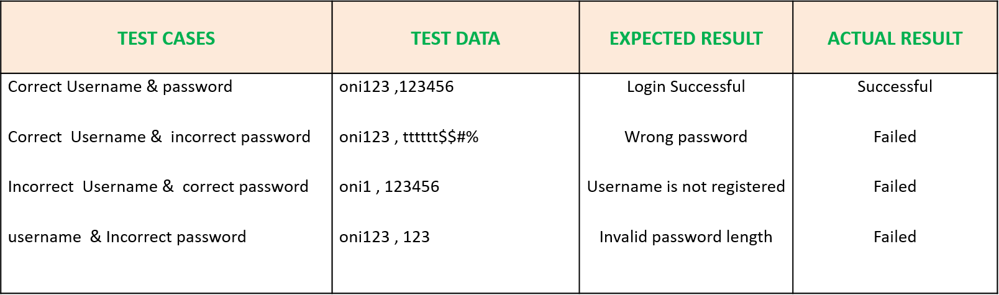 TEST CASES TEST DATA EXPECTED RESULT ACTUAL RESULT
Correct Username & password oni123 ,123456 Login Successful Successful
Correct  Username &  incorrect password oni123 , tttttt$$#% Wrong password Failed
Incorrect  Username &  correct password oni1 , 123456 Username is not registered Failed
username  & Incorrect password oni123 , 123 Invalid password length Failed